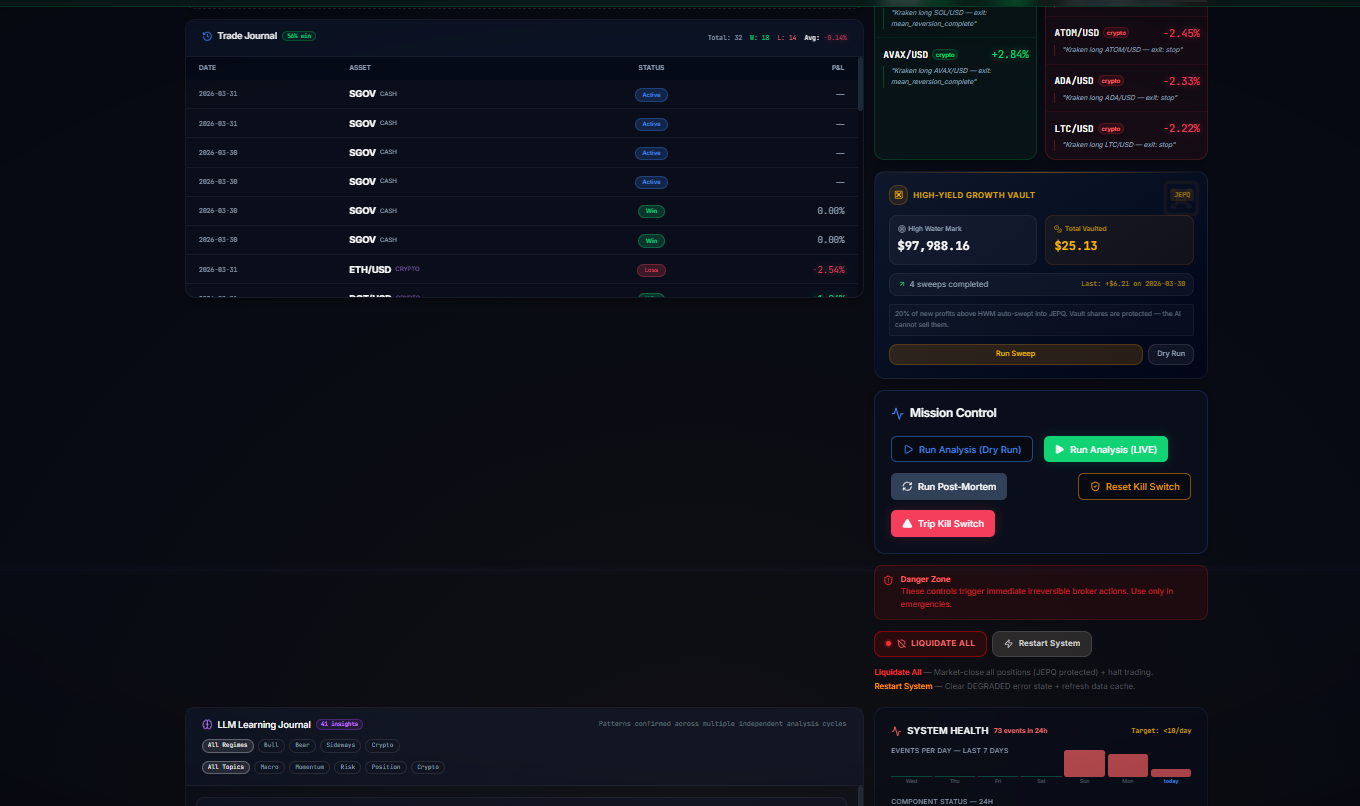 Trade Journal 56% win Total: 32 W: 18 L: 14 Avg: -0.14%
DATE ASSET STATUS P&L
2026-03-31 SGOV CASH Active —
2026-03-31 SGOV CASH Active —
2026-03-30 SGOV CASH Active —
2026-03-30 SGOV CASH Active —
2026-03-30 SGOV CASH Win 0.00%
2026-03-30 SGOV CASH Win 0.00%
2026-03-31 ETH/USD CRYPTO Loss -2.54%
"Kraken long SOL/USD — exit:
mean_reversion_complete"
AVAX/USD crypto +2.84%
"Kraken long AVAX/USD — exit:
mean_reversion_complete"
ATOM/USD crypto -2.45%
"Kraken long ATOM/USD — exit: stop"
ADA/USD crypto -2.33%
"Kraken long ADA/USD — exit: stop"
LTC/USD crypto -2.22%
"Kraken long LTC/USD — exit: stop"
HIGH-YIELD GROWTH VAULT JEPQ
High Water Mark
$97,988.16
Total Vaulted
$25.13
4 sweeps completed Last: +$6.21 on 2026-03-30
20% of new profits above HWM auto-swept into JEPQ. Vault shares are protected — the AI
cannot sell them.
Run Sweep Dry Run
Mission Control
Run Analysis (Dry Run) Run Analysis (LIVE)
Run Post-Mortem Reset Kill Switch
Trip Kill Switch
Danger Zone
These controls trigger immediate irreversible broker actions. Use only in
emergencies.
LIQUIDATE ALL Restart System
Liquidate All — Market-close all positions (JEPQ protected) + halt trading.
Restart System — Clear DEGRADED error state + refresh data cache.
LLM Learning Journal 41 insights Patterns confirmed across multiple independent analysis cycles
All Regimes Bull Bear Sideways Crypto
All Topics Macro Momentum Risk Position Crypto
SYSTEM HEALTH 73 events in 24h Target: <10/day
EVENTS PER DAY — LAST 7 DAYS
Wed Thu Fri Sat Sun Mon today
COMPONENT STATUS — 24H